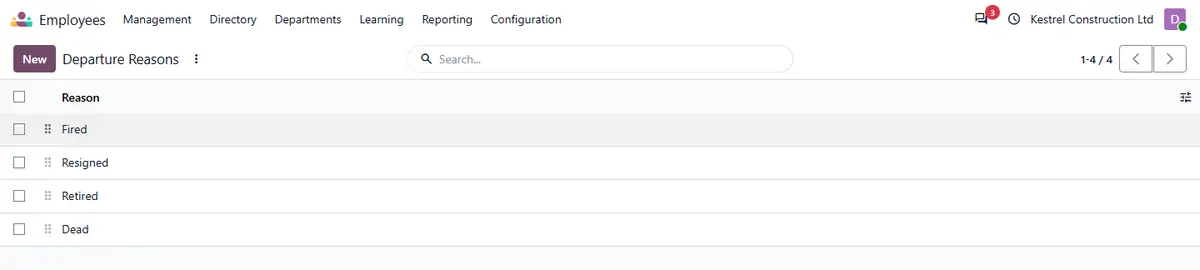 Employees Management Directory Departments Learning Reporting Configuration 3 Kestrel Construction Ltd D
New Departure Reasons Search... 1-4 / 4
Reason
Fired
Resigned
Retired
Dead